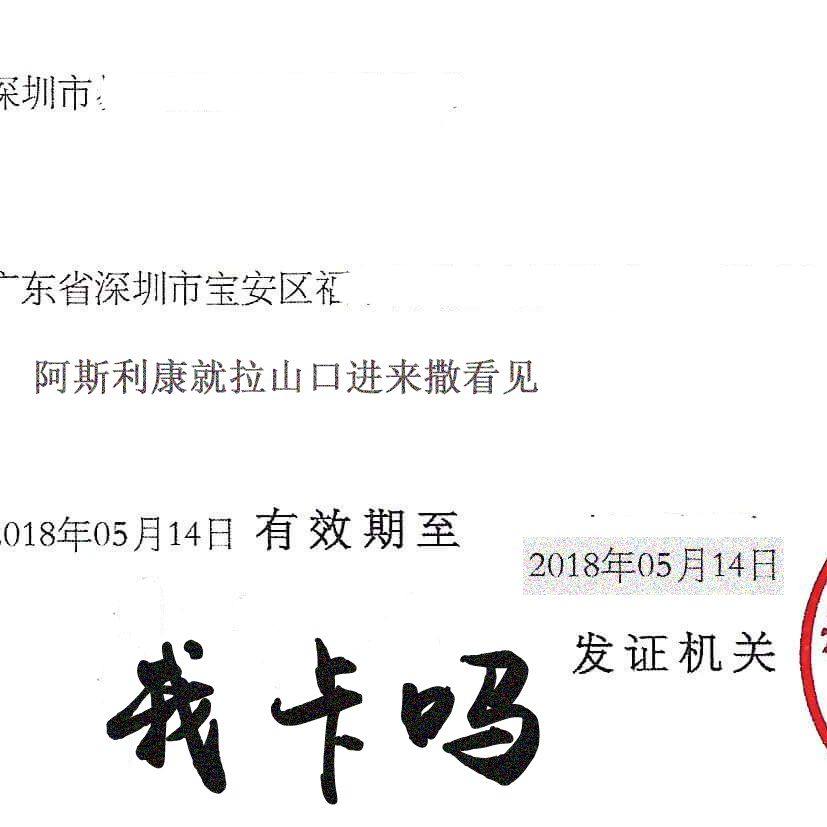 深圳市
广东省深圳市宝安区
阿斯利康就拉山口进来撒看见
2018年05月14日 有效期至
2018年05月14日
发证机关
我卡吗